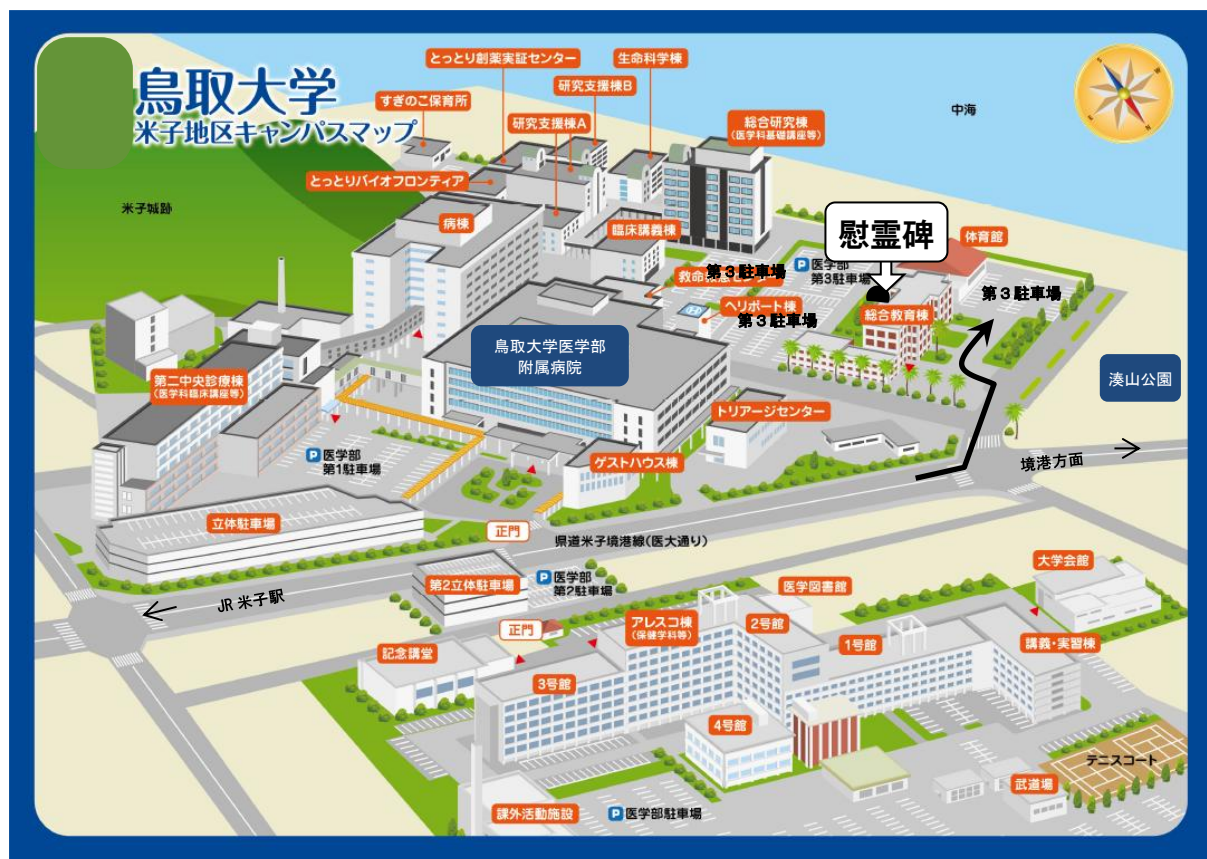 鳥取大学
米子地区キャンパスマップ
とっとり創薬実証センター
生命科学棟
研究支援棟B
すぎのこ保育所
研究支援棟A
総合研究棟
(医学科基礎講座等)
中海
とっとりバイオフロンティア
米子城跡
病棟
臨床講義棟
慰霊碑
体育館
P 医学部
第3駐車場
第３駐車場
第３駐車場
ヘリポート棟
第３駐車場
総合教育棟
鳥取大学医学部
附属病院
湊山公園
第二中央診療棟
(医学科臨床講座等)
トリアージセンター
P 医学部
第1駐車場
ゲストハウス棟
境港方面
立体駐車場
正門
県道米子境港線(医大通り)
JR 米子駅
第2立体駐車場
P 医学部
第2駐車場
医学図書館
大学会館
正門
アレスコ棟
(保健学科等)
2号館
1号館
講義・実習棟
記念講堂
3号館
4号館
テニスコート
武道場
課外活動施設
P 医学部駐車場